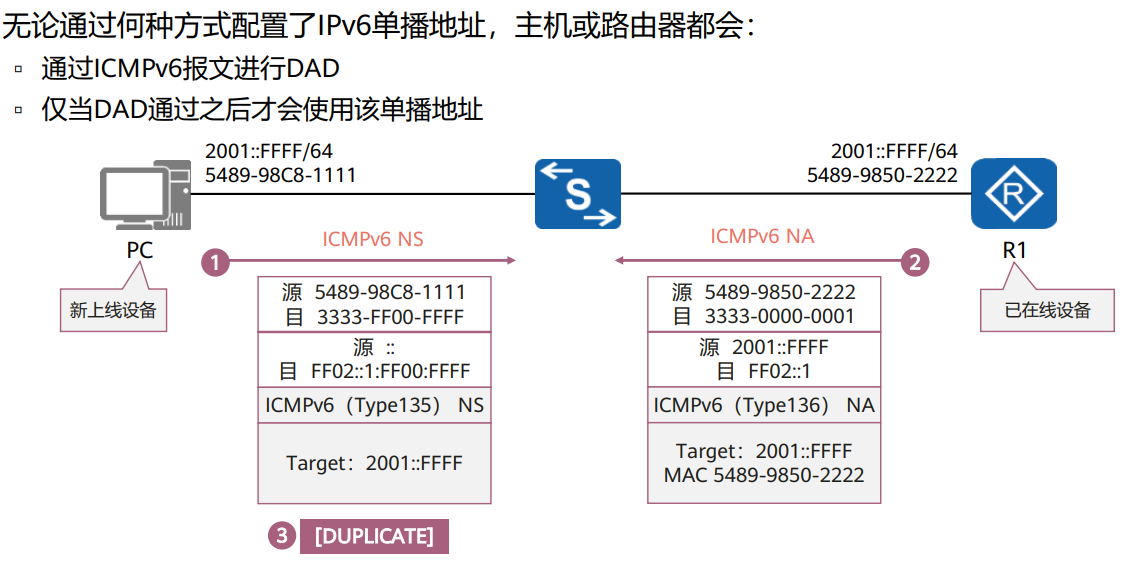 无论通过何种方式配置了IPv6单播地址，主机或路由器都会：
▫ 通过ICMPv6报文进行DAD
▫ 仅当DAD通过之后才会使用该单播地址
2001::FFFF/64
5489-98C8-1111
2001::FFFF/64
5489-9850-2222
S
R
PC
R1
新上线设备
已在线设备
ICMPv6 NS
1
源 5489-98C8-1111
目 3333-FF00-FFFF
源 ::
目 FF02::1:FF00:FFFF
ICMPv6（Type135） NS
Target：2001::FFFF
ICMPv6 NA
2
源 5489-9850-2222
目 3333-0000-0001
源 2001::FFFF
目 FF02::1
ICMPv6（Type136） NA
Target：2001::FFFF
MAC 5489-9850-2222
3 [DUPLICATE]